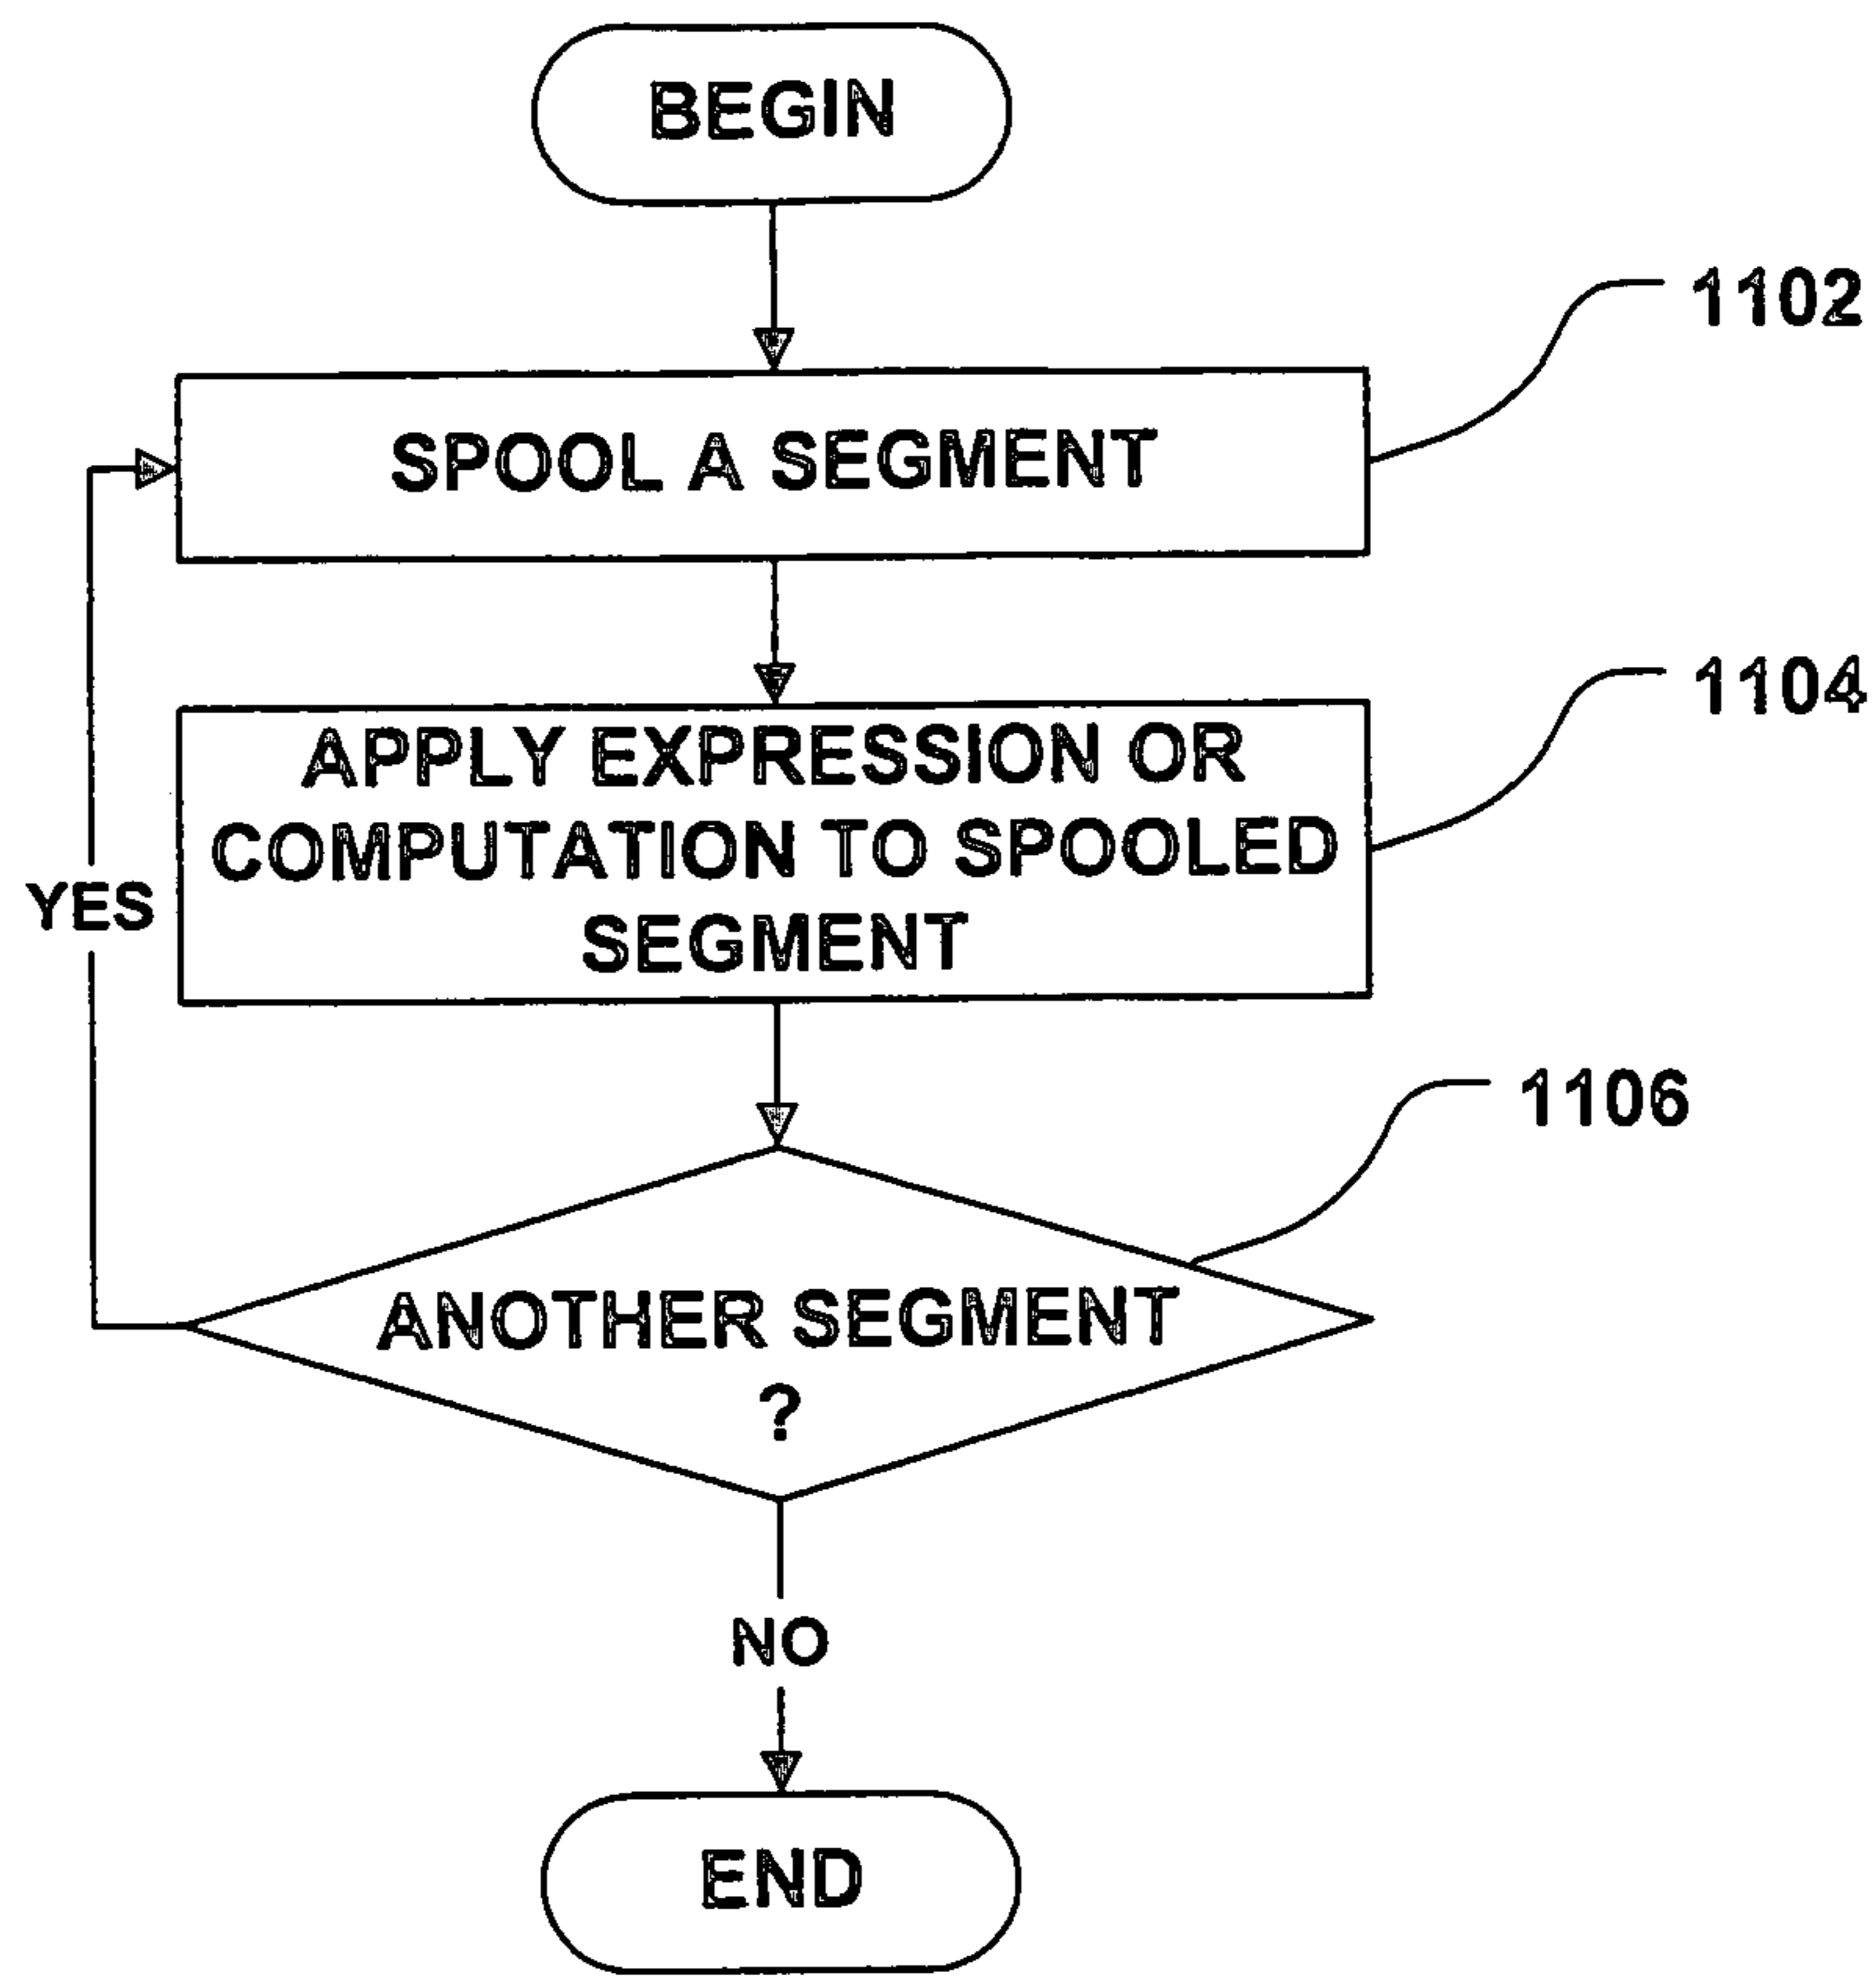 BEGIN
1102
SPOOL A SEGMENT
1104
APPLY EXPRESSION OR
COMPUTATION TO SPOOLED
SEGMENT
YES
1106
ANOTHER SEGMENT
?
NO
END